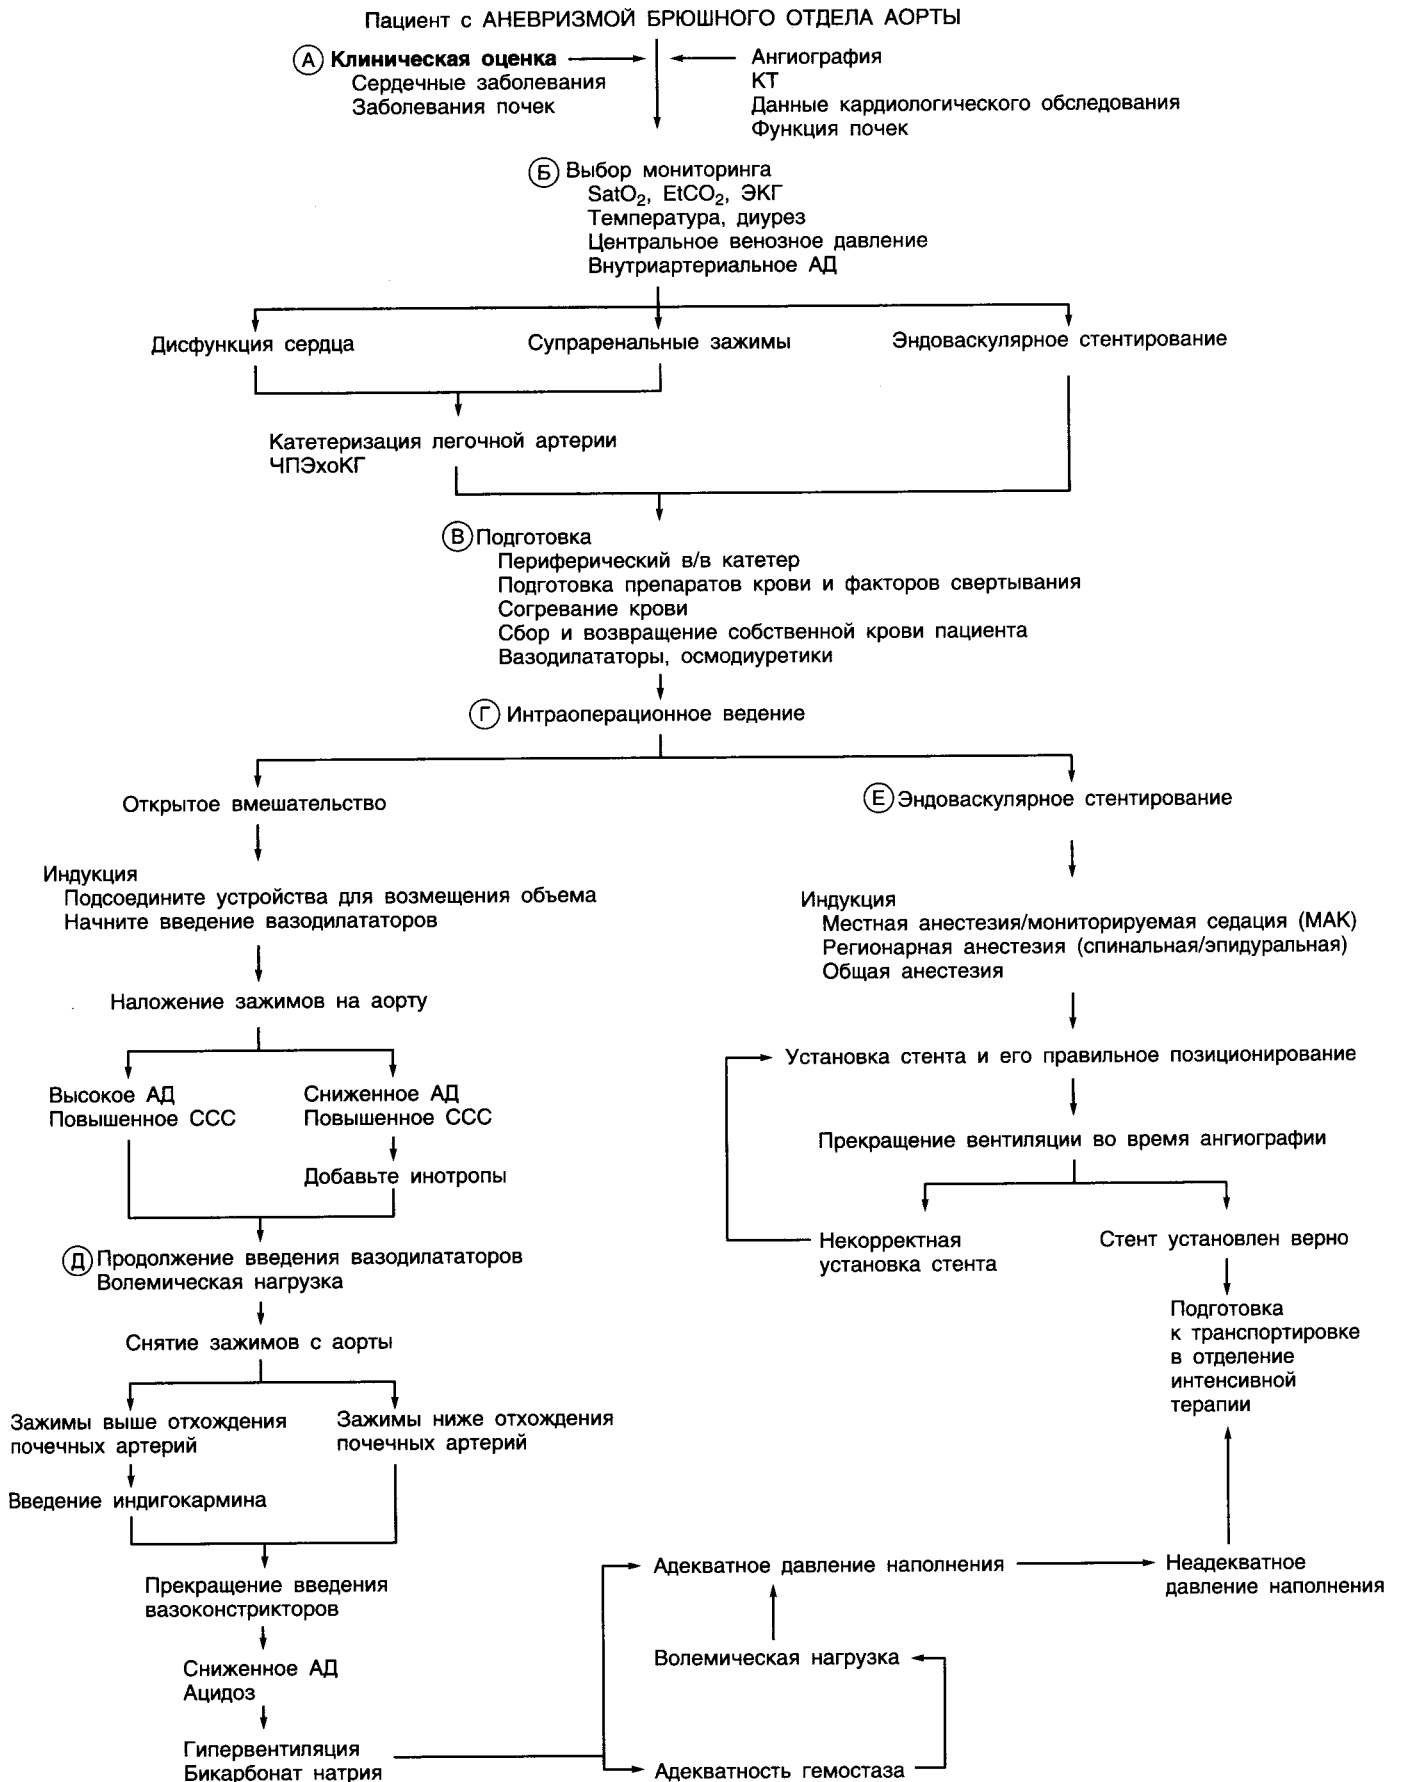 Пациент с АНЕВРИЗМОЙ БРЮШНОГО ОТДЕЛА АОРТЫ
А Клиническая оценка
Сердечные заболевания
Заболевания почек
Ангиография
КТ
Данные кардиологического обследования
Функция почек
Б Выбор мониторинга
SatO₂, EtCO₂, ЭКГ
Температура, диурез
Центральное венозное давление
Внутриартериальное АД
Дисфункция сердца
Супраренальные зажимы
Эндоваскулярное стентирование
Катетеризация легочной артерии
ЧПЭхоКГ
В Подготовка
Периферический в/в катетер
Подготовка препаратов крови и факторов свертывания
Согревание крови
Сбор и возвращение собственной крови пациента
Вазодилататоры, осмодиуретики
Г Интраоперационное ведение
Открытое вмешательство
Индукция
Подсоедините устройства для возмещения объема
Начните введение вазодилататоров
Наложение зажимов на аорту
Высокое АД
Повышенное ССС
Сниженное АД
Повышенное ССС
Добавьте инотропы
Д Продолжение введения вазодилататоров
Волемическая нагрузка
Снятие зажимов с аорты
Зажимы выше отхождения
почечных артерий
Зажимы ниже отхождения
почечных артерий
Введение индигокармина
Прекращение введения
вазоконстрикторов
Сниженное АД
Ацидоз
Гипервентиляция
Бикарбонат натрия
Е Эндоваскулярное стентирование
Индукция
Местная анестезия/мониторируемая седация (МАК)
Регионарная анестезия (спинальная/эпидуральная)
Общая анестезия
Установка стента и его правильное позиционирование
Прекращение вентиляции во время ангиографии
Некорректная
установка стента
Стент установлен верно
Подготовка
к транспортировке
в отделение
интенсивной
терапии
Адекватное давление наполнения
Неадекватное
давление наполнения
Волемическая нагрузка
Адекватность гемостаза